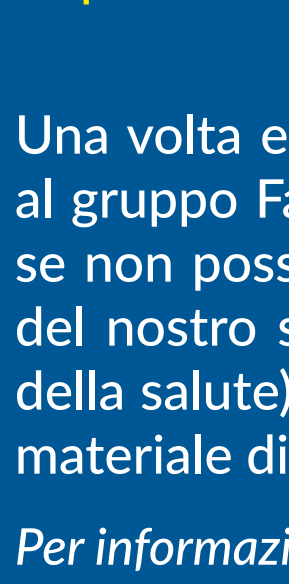 Una volta e
al gruppo Fa
se non poss
del nostro s
della salute)
materiale di
Per informazi